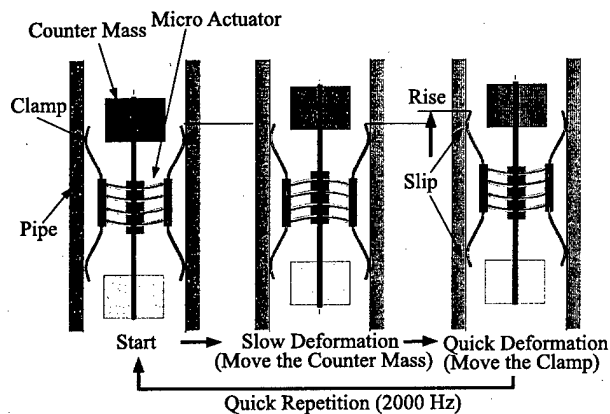 Counter Mass
Micro Actuator
Clamp
Pipe
Rise
Slip
Start
Slow Deformation
(Move the Counter Mass)
Quick Deformation
(Move the Clamp)
Quick Repetition (2000 Hz)